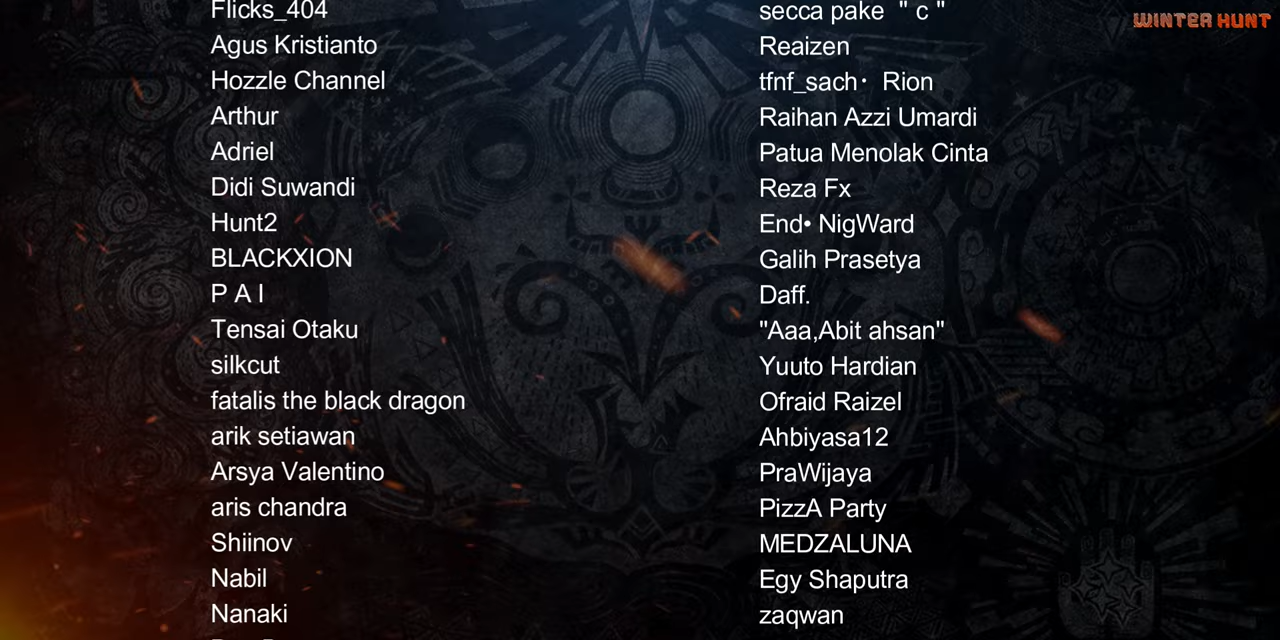 WINTER HUNT
Flicks_404
Agus Kristianto
Hozzle Channel
Arthur
Adriel
Didi Suwandi
Hunt2
BLACKXION
P A I
Tensai Otaku
silkcut
fatalis the black dragon
arik setiawan
Arsya Valentino
aris chandra
Shiinov
Nabil
Nanaki
secca pake " c "
Reaizen
tfnf_sach· Rion
Raihan Azzi Umardi
Patua Menolak Cinta
Reza Fx
End• NigWard
Galih Prasetya
Daff.
"Aaa,Abit ahsan"
Yuuto Hardian
Ofraid Raizel
Ahbiyasa12
PraWijaya
PizzA Party
MEDZALUNA
Egy Shaputra
zaqwan